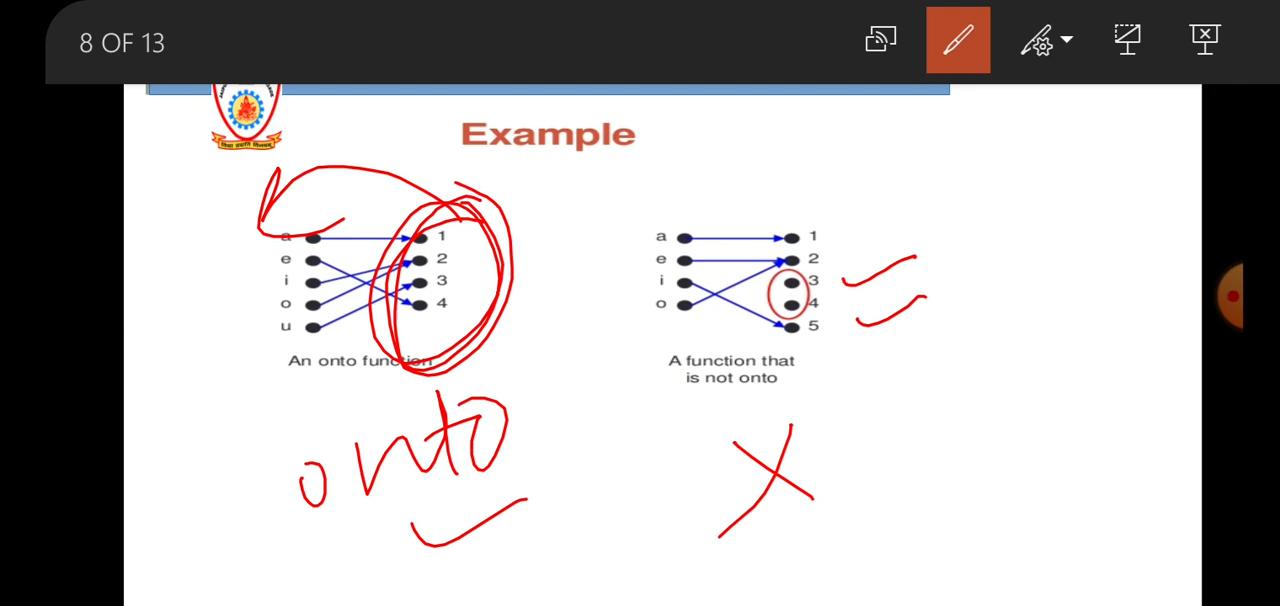 8 OF 13
Example
a 1
e 2
i 3
o 4
u
An onto function
a 1
e 2
i 3
o 4
5
A function that
is not onto
onto